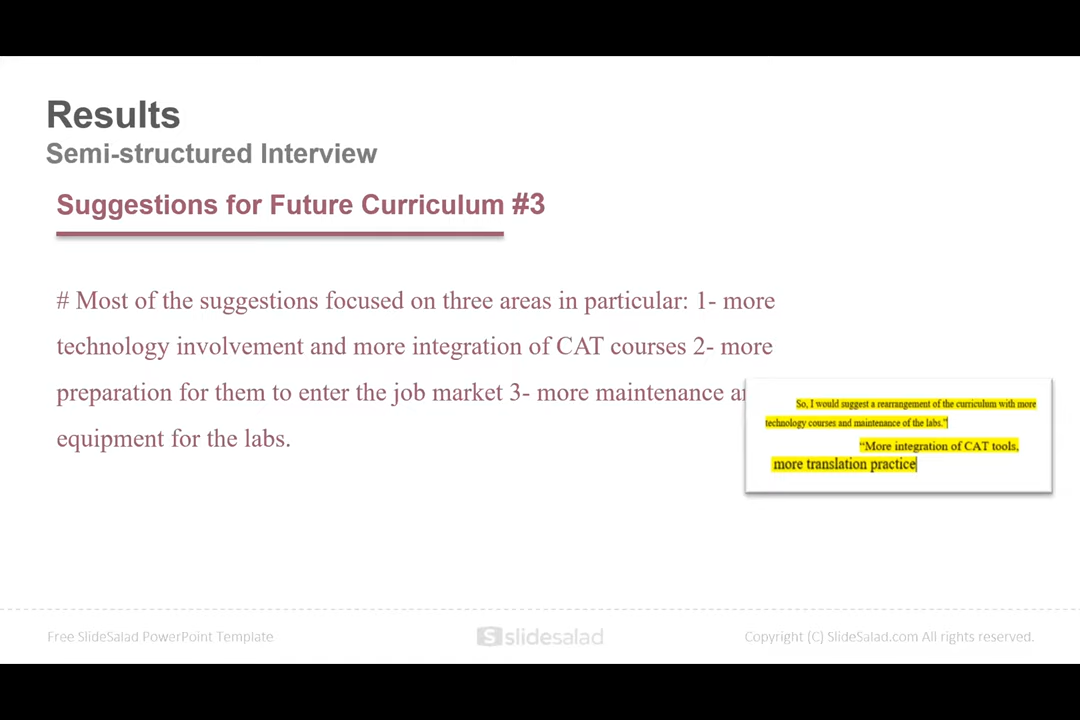 Results
Semi-structured Interview
Suggestions for Future Curriculum #3
# Most of the suggestions focused on three areas in particular: 1- more
technology involvement and more integration of CAT courses 2- more
preparation for them to enter the job market 3- more maintenance
equipment for the labs.
So, I would suggest a rearrangement of the curriculum with more
technology courses and maintenance of the labs.”
“More integration of CAT tools,
more translation practice
Free SlideSalad PowerPoint Template
slidesalad
Copyright (C) SlideSalad.com All rights reserved.